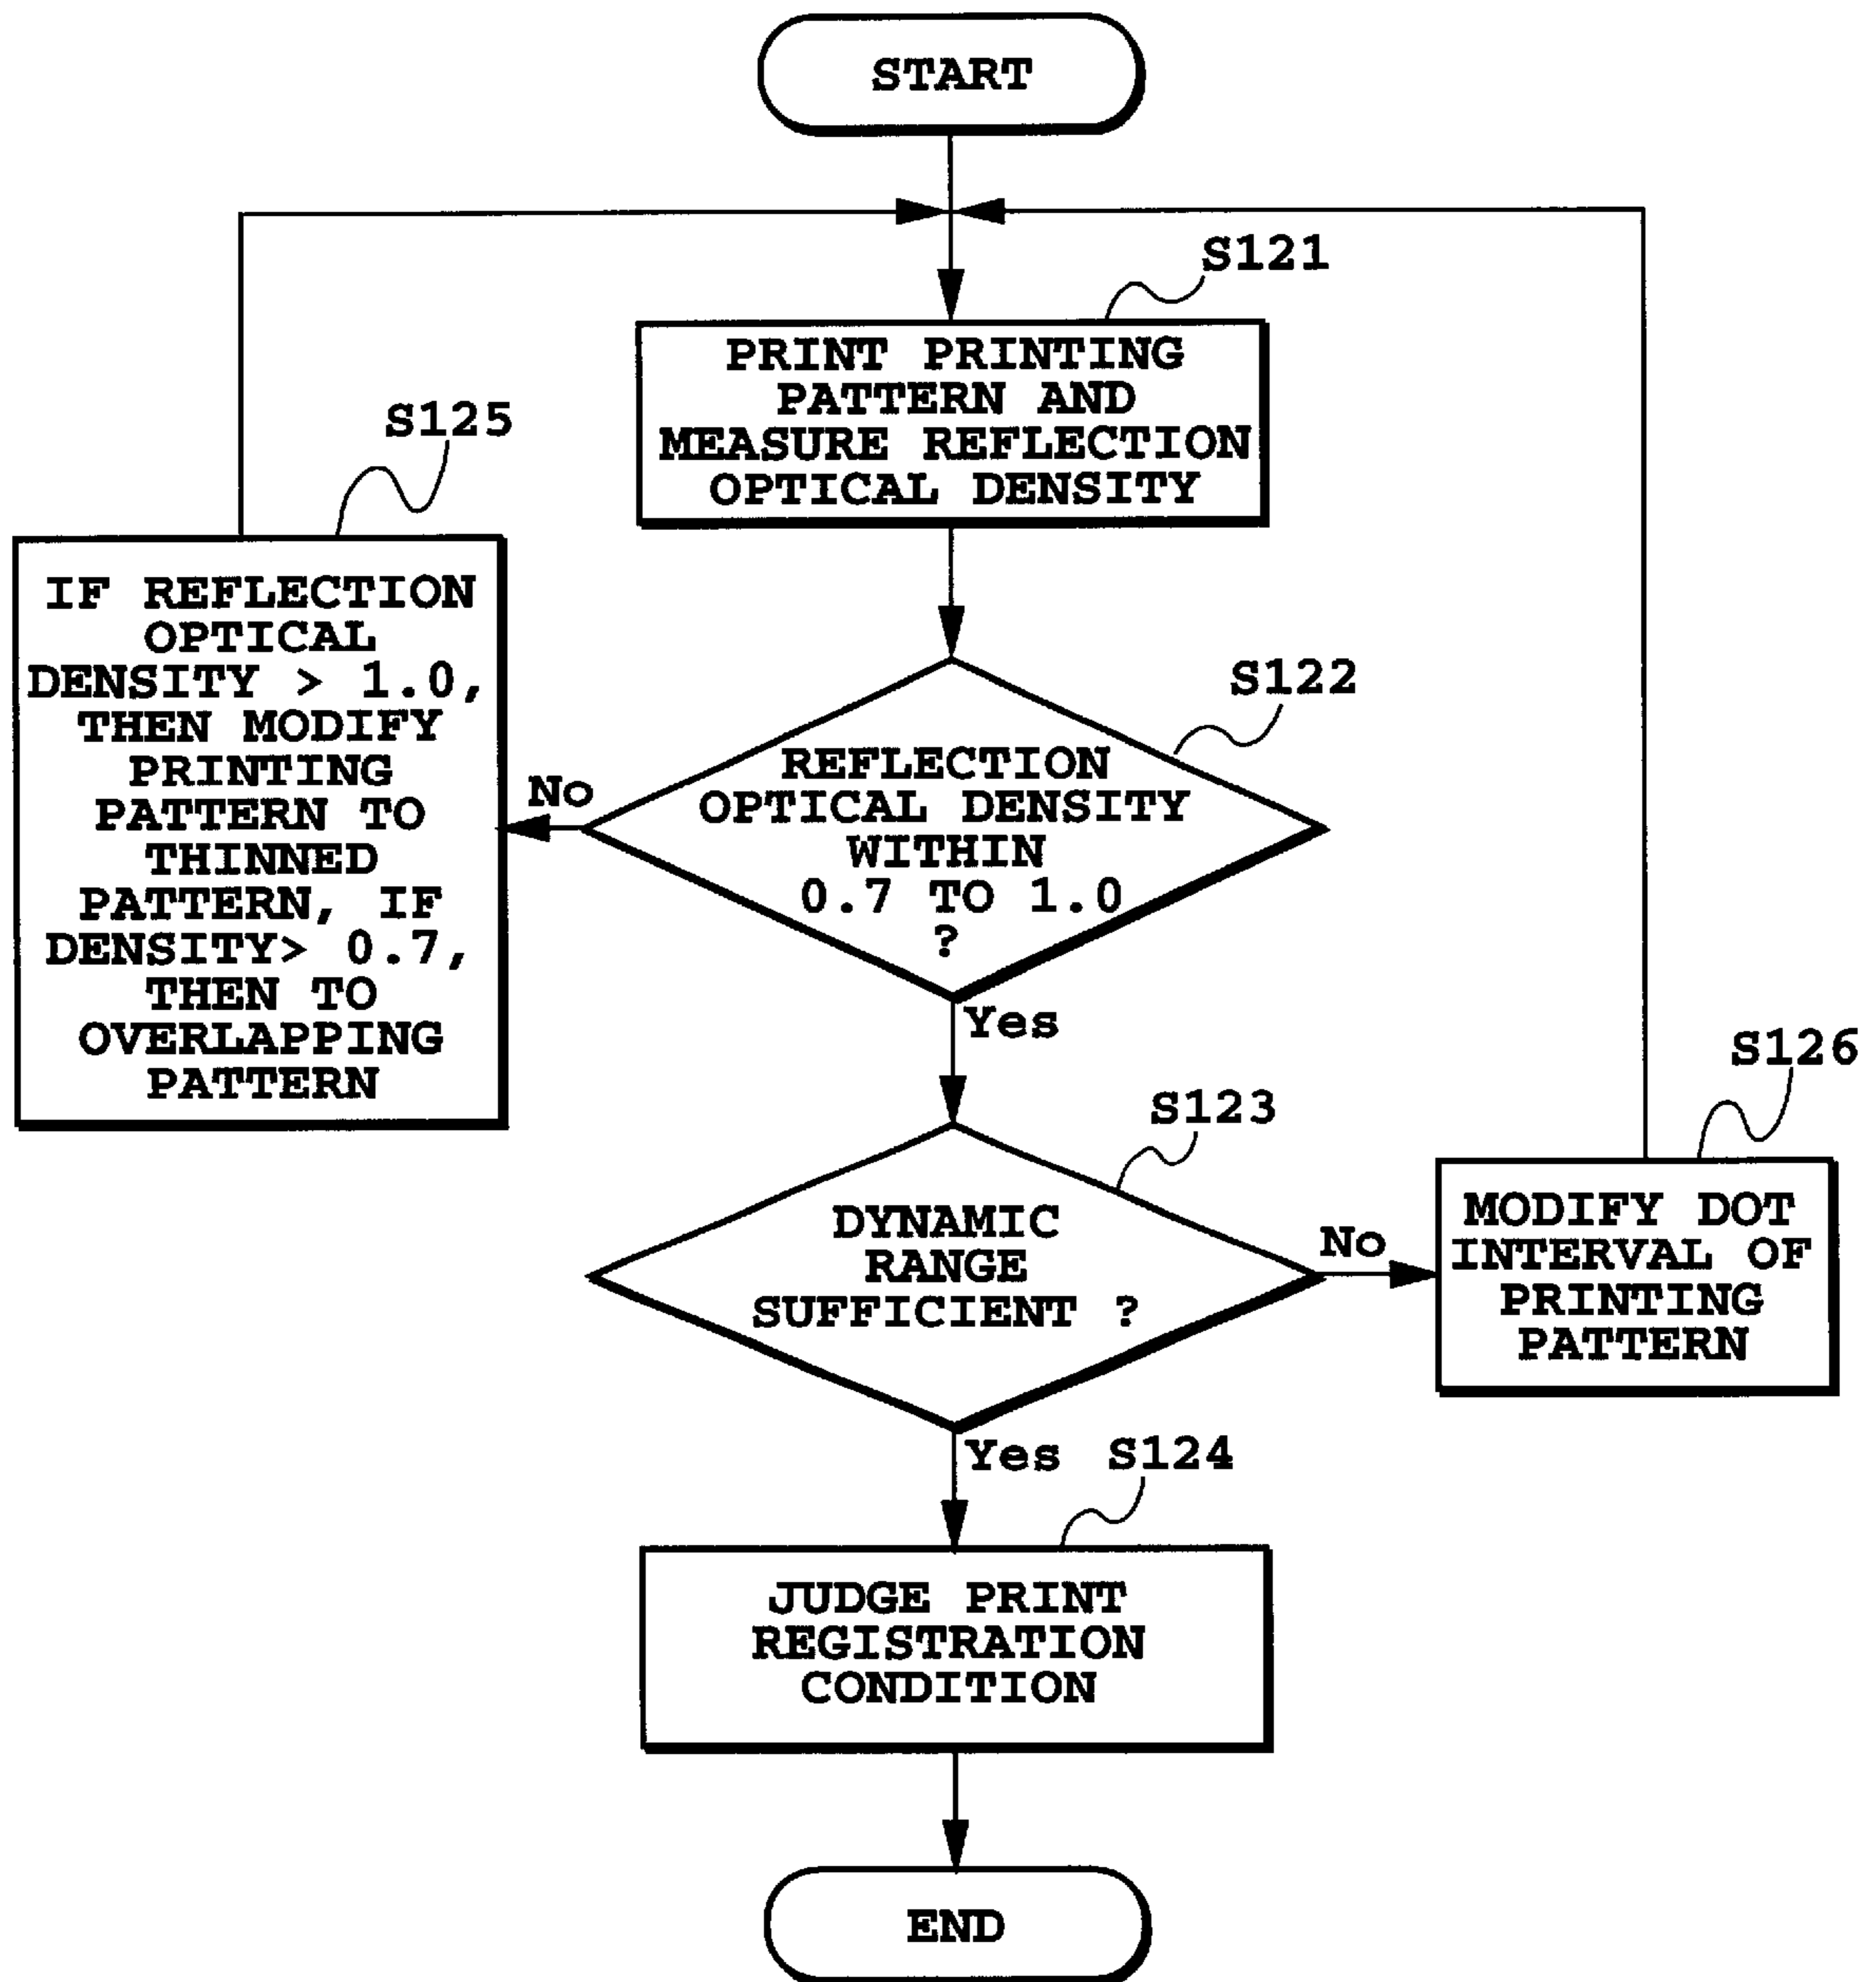 START
S121
PRINT PRINTING
PATTERN AND
MEASURE REFLECTION
OPTICAL DENSITY
S125
IF REFLECTION
OPTICAL
DENSITY > 1.0,
THEN MODIFY
PRINTING
PATTERN TO
THINNED
PATTERN, IF
DENSITY> 0.7,
THEN TO
OVERLAPPING
PATTERN
S122
REFLECTION
OPTICAL DENSITY
WITHIN
0.7 TO 1.0
?
No
Yes
S123
DYNAMIC
RANGE
SUFFICIENT ?
No
S126
MODIFY DOT
INTERVAL OF
PRINTING
PATTERN
Yes
S124
JUDGE PRINT
REGISTRATION
CONDITION
END